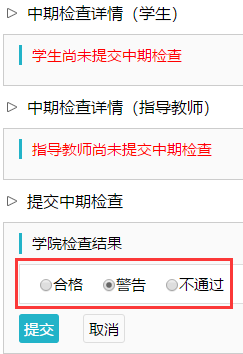 中期检查详情（学生）
学生尚未提交中期检查
中期检查详情（指导教师）
指导教师尚未提交中期检查
提交中期检查
学院检查结果
合格 警告 不通过
提交 取消